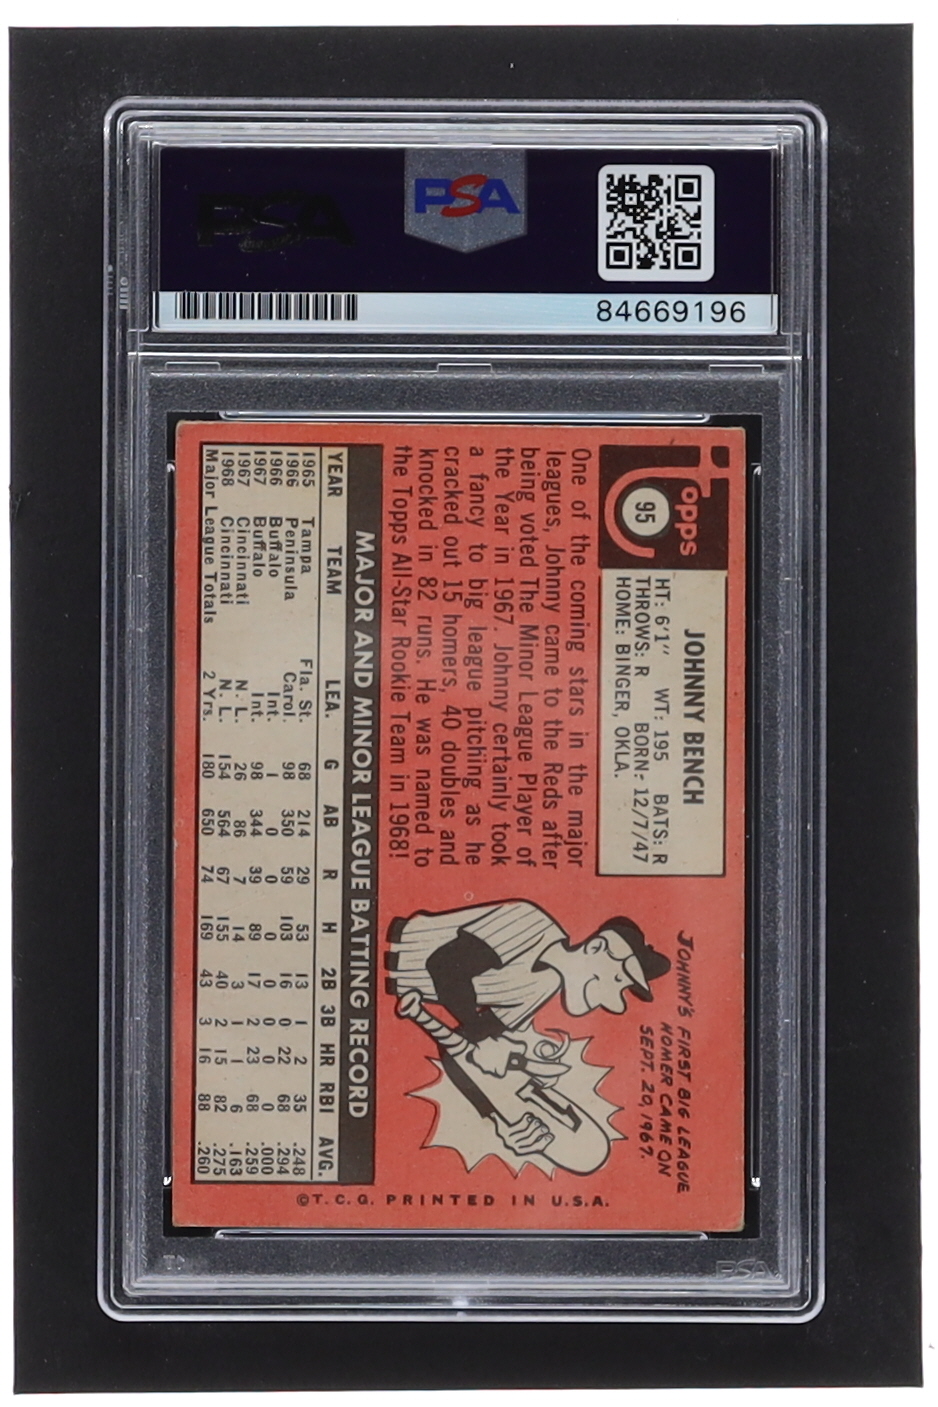 PSA
PSA
84669196
Topps
95
JOHNNY BENCH
HT: 6'1" WT: 195 BATS: R
THROWS: R BORN: 12/7/47
HOME: BINGER, OKLA.
One of the coming stars in the major
leagues, Johnny came to the Reds after
being voted The Minor League Player of
the Year in 1967. Johnny certainly took
a fancy to big league pitching as he
cracked out 15 homers, 40 doubles and
knocked in 82 runs. He was named to
the Topps All-Star Rookie Team in 1968!
JOHNNY'S FIRST BIG LEAGUE
HOMER CAME ON
SEPT. 20, 1967.
MAJOR AND MINOR LEAGUE BATTING RECORD
YEAR TEAM LEA. G AB R H 2B 3B HR RBI AVG.
1965 Tampa Fla. St. 68 214 29 53 13 1 2 35 .248
1966 Peninsula Carol. 98 350 59 103 16 0 22 68 .294
1966 Buffalo Int. 1 0 0 0 0 0 0 0 .000
1967 Buffalo Int. 98 344 39 89 17 2 23 68 .259
1967 Cincinnati N. L. 26 86 7 14 3 1 1 6 .163
1968 Cincinnati N. L. 154 564 67 155 40 2 15 82 .275
Major League Totals 2 Yrs. 180 650 74 169 43 3 16 88 .260
©T.C.G. PRINTED IN U.S.A.
PSA